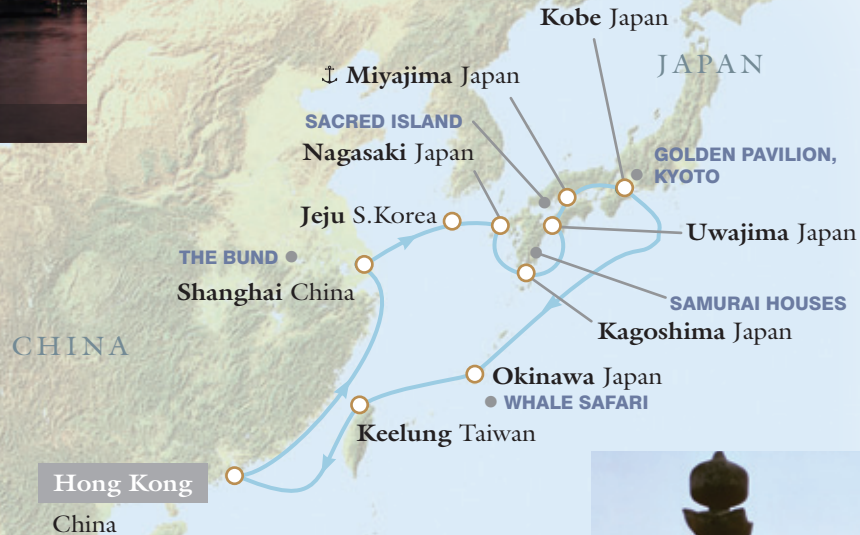 Kobe Japan
JAPAN
⚓ Miyajima Japan
SACRED ISLAND
Nagasaki Japan
GOLDEN PAVILION,
KYOTO
Jeju S.Korea
Uwajima Japan
THE BUND
Shanghai China
SAMURAI HOUSES
Kagoshima Japan
CHINA
Okinawa Japan
WHALE SAFARI
Keelung Taiwan
Hong Kong
China